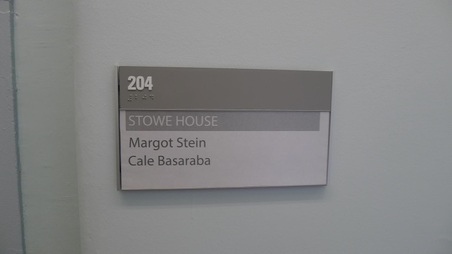 204
STOWE HOUSE
Margot Stein
Cale Basaraba